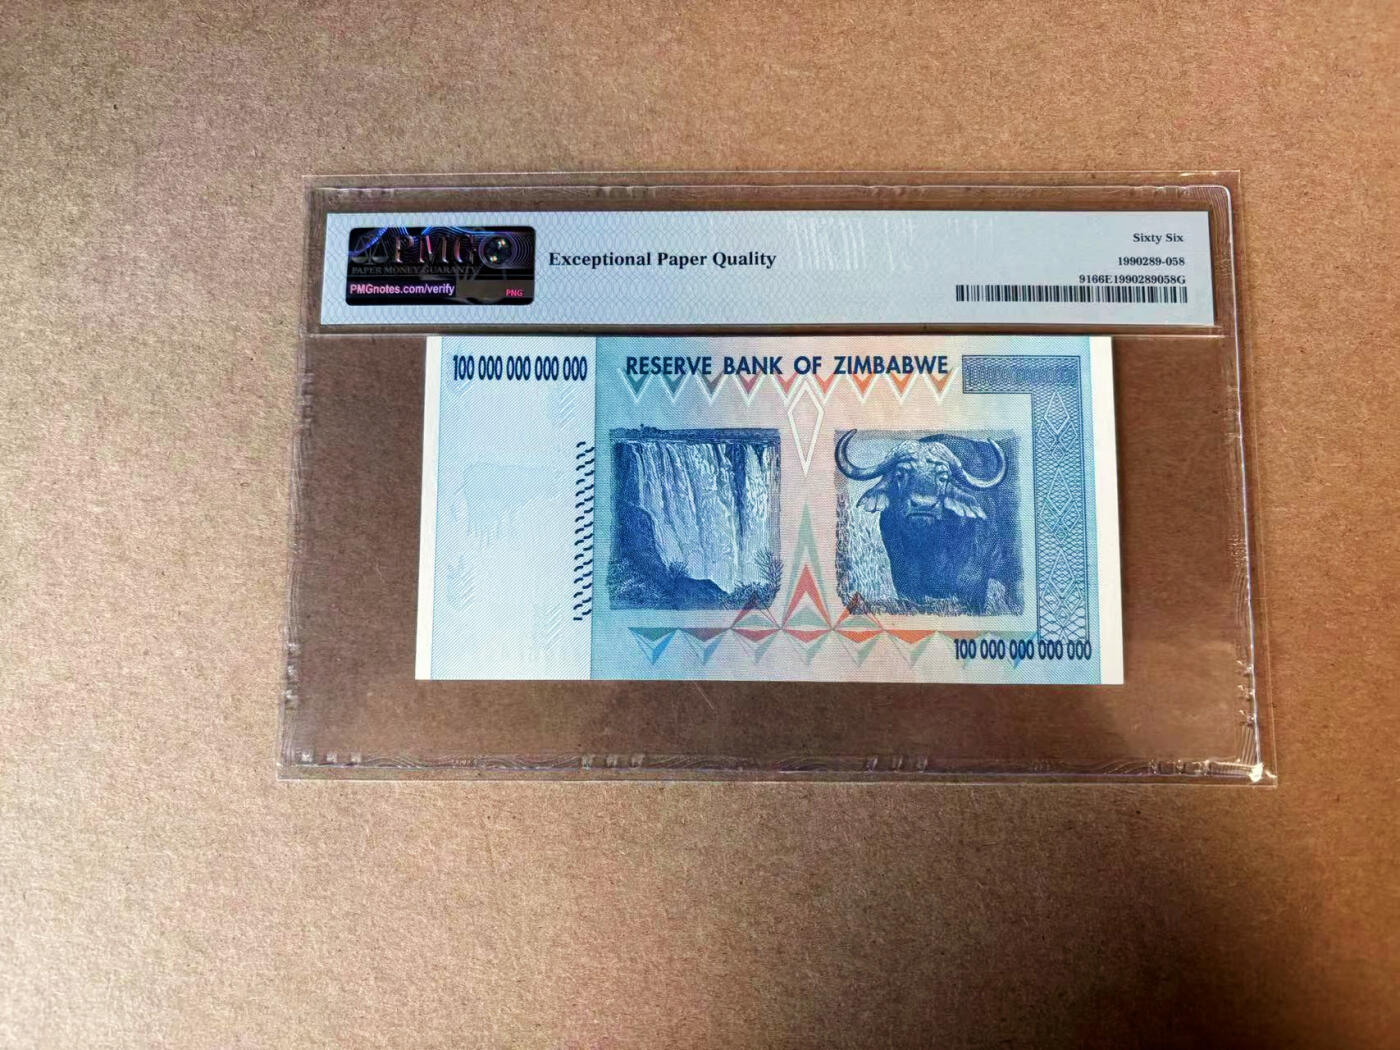 PMG
PAPER MONEY GUARANTY
PMGnotes.com/verify
PNG
Exceptional Paper Quality
Sixty Six
1990289-058
9166E1990289058G
100 000 000 000 000
RESERVE BANK OF ZIMBABWE
100 000 000 000 000